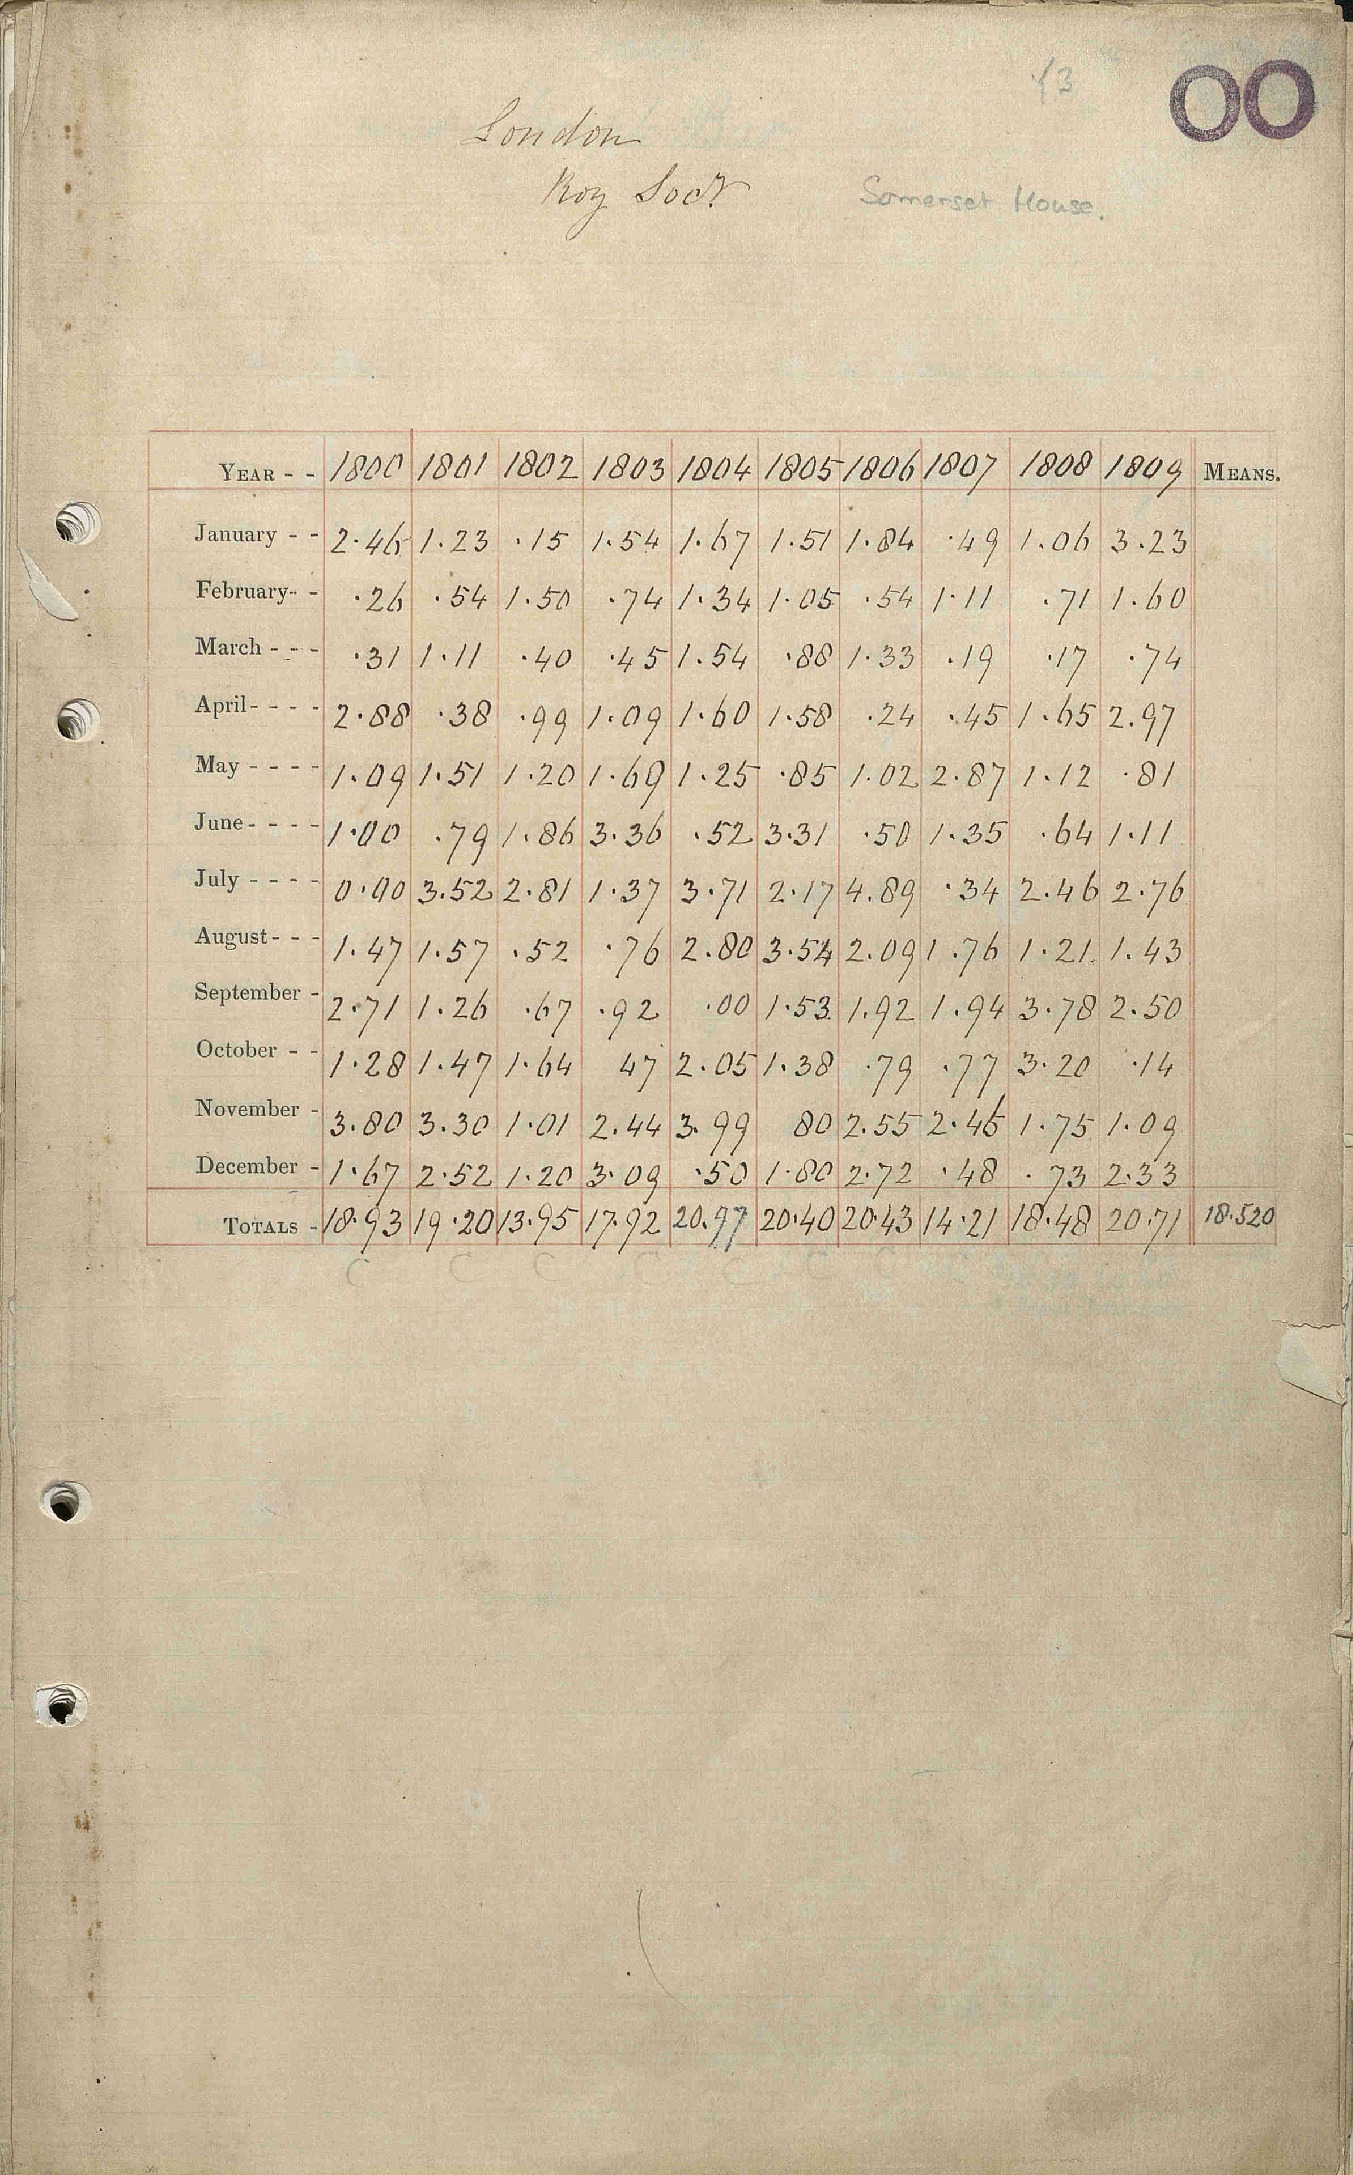 43
OO
London
Roy Socy
Somerset House.
YEAR - - 1800 1801 1802 1803 1804 1805 1806 1807 1808 1809 MEANS.
January - - 2.46 1.23 .15 1.54 1.67 1.51 1.84 .49 1.06 3.23
February - - .26 .54 1.50 .74 1.34 1.05 .54 1.11 .71 1.60
March - - - .31 1.11 .40 .45 1.54 .88 1.33 .19 .17 .74
April - - - - 2.88 .38 .99 1.09 1.60 1.58 .24 .45 1.65 2.97
May - - - - 1.09 1.51 1.20 1.69 1.25 .85 1.02 2.87 1.12 .81
June - - - - 1.00 .79 1.86 3.36 .52 3.31 .50 1.35 .64 1.11
July - - - - 0.00 3.52 2.81 1.37 3.71 2.17 4.89 .34 2.46 2.76
August - - - 1.47 1.57 .52 .76 2.80 3.54 2.09 1.76 1.21 1.43
September - 2.71 1.26 .67 .92 .00 1.53 1.92 1.94 3.78 2.50
October - - 1.28 1.47 1.64 47 2.05 1.38 .79 .77 3.20 .14
November - 3.80 3.30 1.01 2.44 3.99 80 2.55 2.46 1.75 1.09
December - 1.67 2.52 1.20 3.09 .50 1.80 2.72 .48 .73 2.33
TOTALS - 18.93 19.20 13.95 17.92 20.97 20.40 20.43 14.21 18.48 20.71 18.520
C C C C C C C C